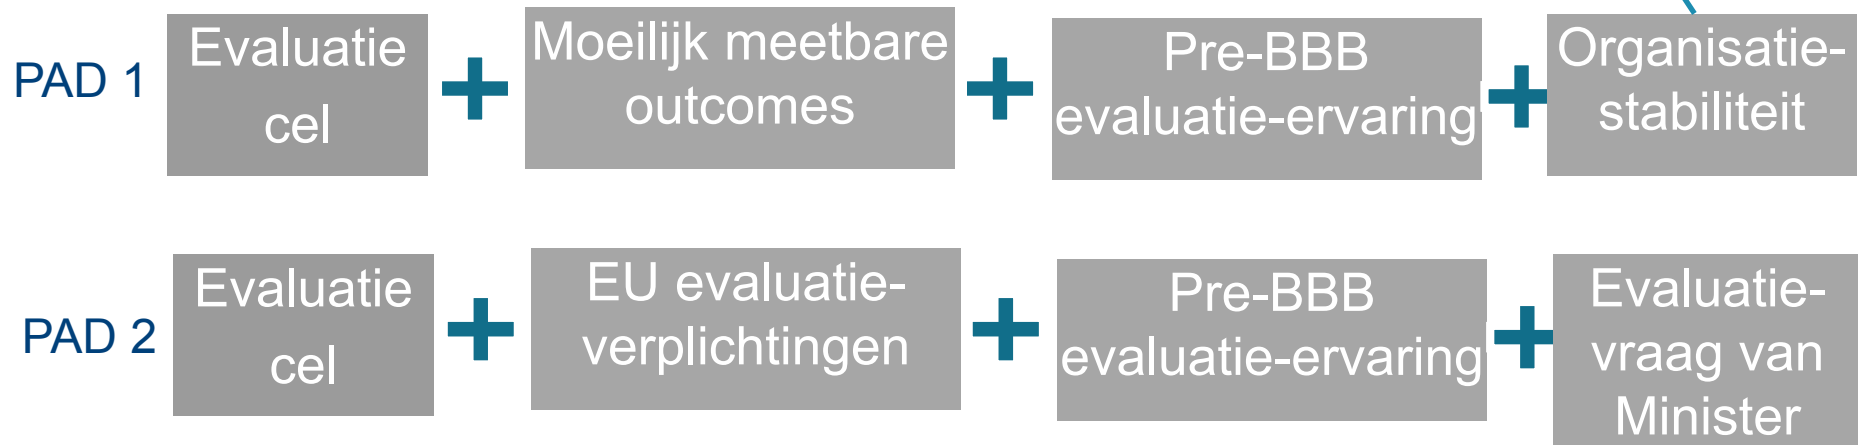 PAD 1
Evaluatie
cel
+
Moeilijk meetbare
outcomes
+
Pre-BBB
evaluatie-ervaring
+
Organisatie-
stabiliteit
PAD 2
Evaluatie
cel
+
EU evaluatie-
verplichtingen
+
Pre-BBB
evaluatie-ervaring
+
Evaluatie-
vraag van
Minister